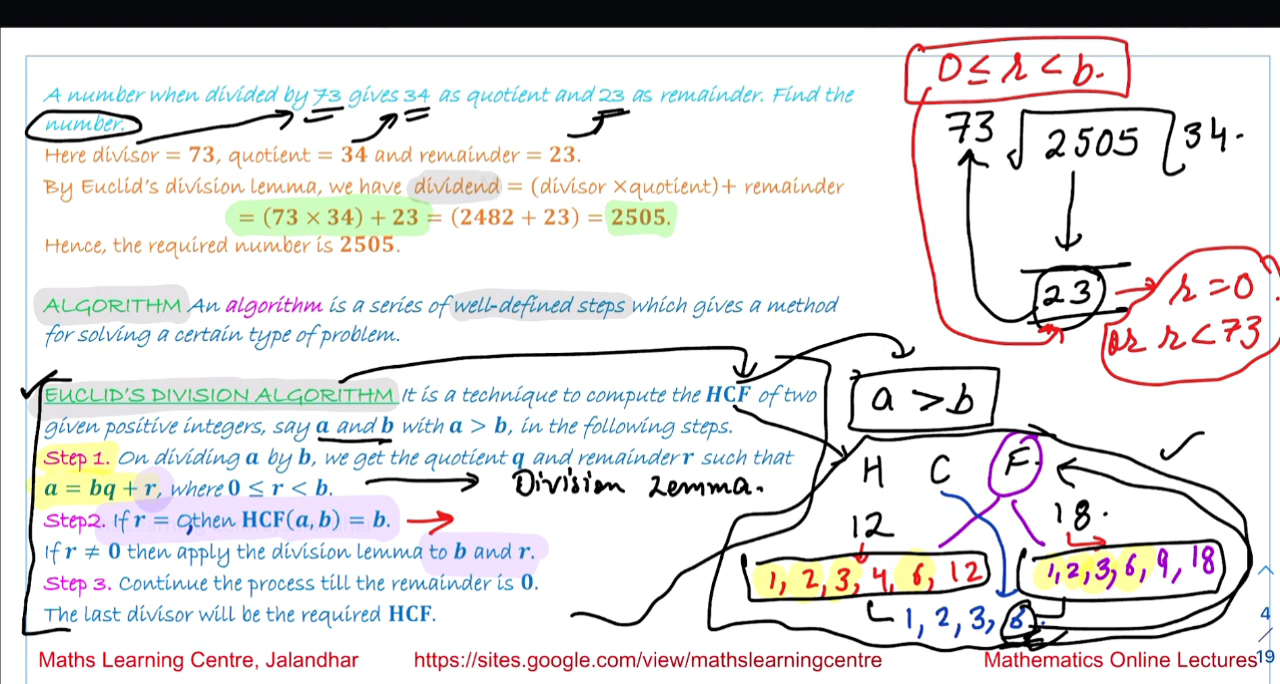 A number when divided by 73 gives 34 as quotient and 23 as remainder. Find the
number.
Here divisor = 73, quotient = 34 and remainder = 23.
By Euclid's division lemma, we have dividend = (divisor ×quotient)+ remainder
= (73 × 34) + 23 = (2482 + 23) = 2505.
Hence, the required number is 2505.
0 ≤ r < b.
73 √ 2505 34.
23
r = 0
or r < 73
ALGORITHM An algorithm is a series of well-defined steps which gives a method
for solving a certain type of problem.
EUCLID'S DIVISION ALGORITHM It is a technique to compute the HCF of two
given positive integers, say a and b with a > b, in the following steps.
Step 1. On dividing a by b, we get the quotient q and remainder r such that
a = bq + r, where 0 ≤ r < b.
Division Lemma.
Step2. If r = 0,then HCF(a, b) = b.
If r ≠ 0 then apply the division lemma to b and r.
Step 3. Continue the process till the remainder is 0.
The last divisor will be the required HCF.
a > b
H C F.
12 18.
1, 2, 3, 4, 6, 12 1, 2, 3, 6, 9, 18
1, 2, 3, 6
4
19
Maths Learning Centre, Jalandhar https://sites.google.com/view/mathslearningcentre Mathematics Online Lectures